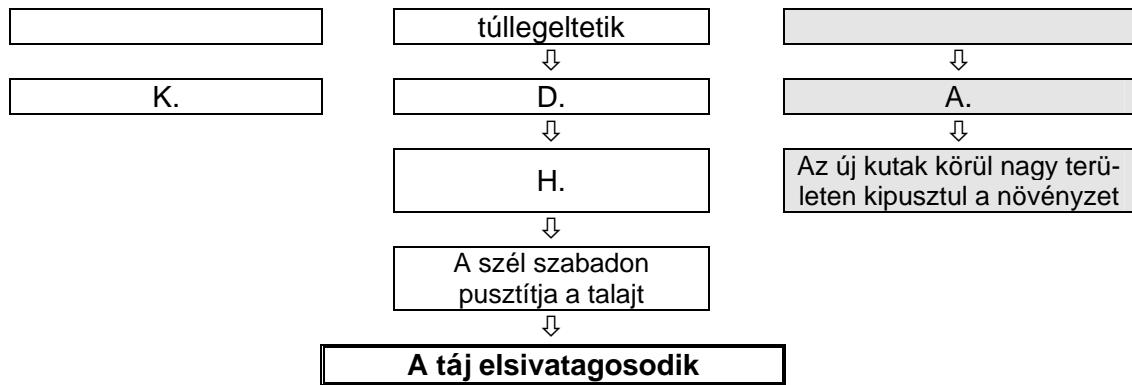 túllegeltetik
⇩ ⇩
K. D. A.
⇩ ⇩
H.
Az új kutak körül nagy terü-
leten kipusztul a növényzet
⇩
A szél szabadon
pusztítja a talajt
⇩
A táj elsivatagosodik